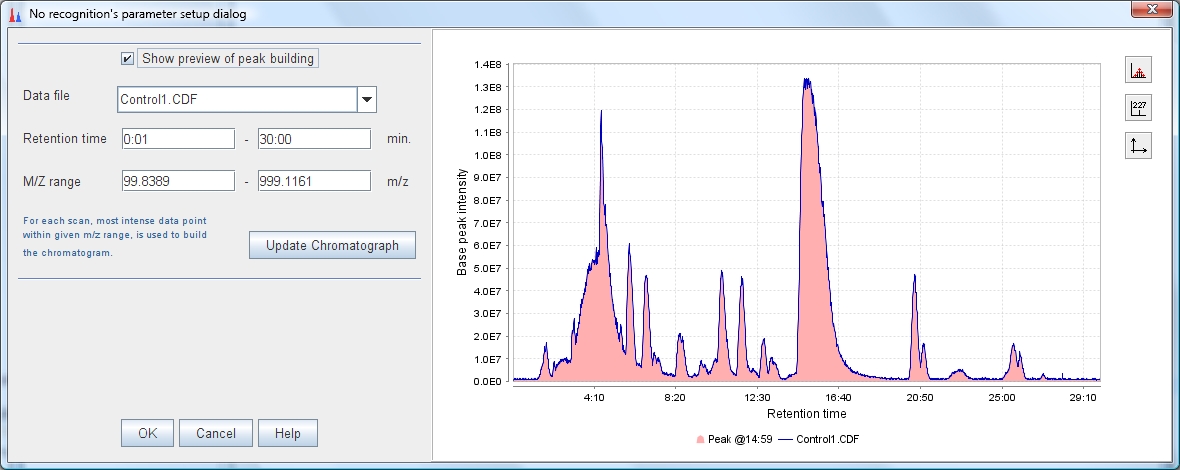 No recognition's parameter setup dialog
Show preview of peak building
Data file
Control1.CDF
Retention time
0:01
-
30:00
min.
M/Z range
99.8389
-
999.1161
m/z
For each scan, most intense data point
within given m/z range, is used to build
the chromatogram.
Update Chromatograph
OK
Cancel
Help
Base peak intensity
1.4E8
1.3E8
1.2E8
1.1E8
1.0E8
9.0E7
8.0E7
7.0E7
6.0E7
5.0E7
4.0E7
3.0E7
2.0E7
1.0E7
0.0E0
4:10
8:20
12:30
16:40
20:50
25:00
29:10
Retention time
Peak @14:59
Control1.CDF
227